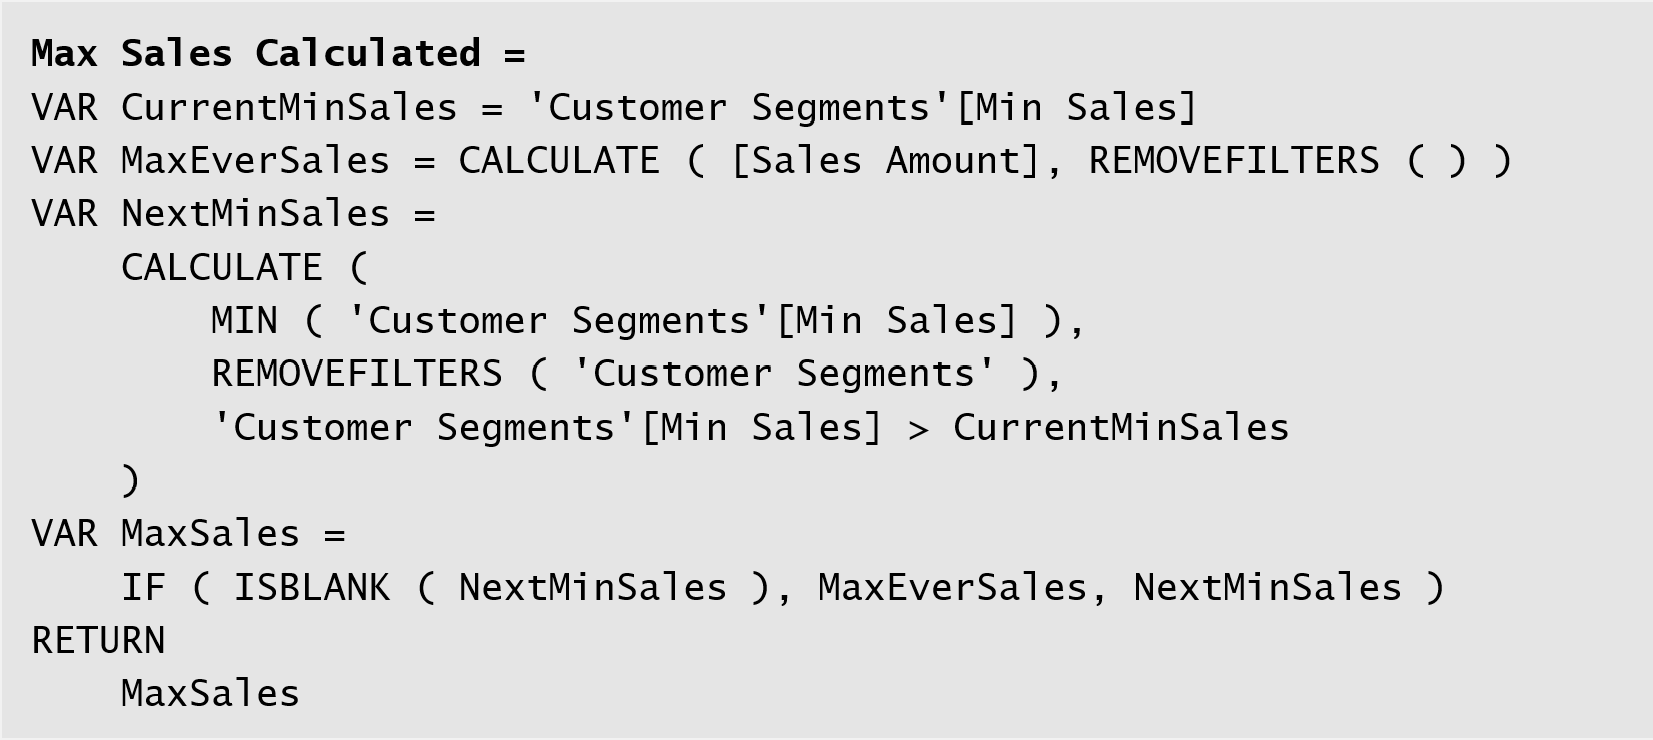 Max Sales Calculated =
VAR CurrentMinSales = 'Customer Segments'[Min Sales]
VAR MaxEverSales = CALCULATE ( [Sales Amount], REMOVEFILTERS ( ) )
VAR NextMinSales =
    CALCULATE (
        MIN ( 'Customer Segments'[Min Sales] ),
        REMOVEFILTERS ( 'Customer Segments' ),
        'Customer Segments'[Min Sales] > CurrentMinSales
    )
VAR MaxSales =
    IF ( ISBLANK ( NextMinSales ), MaxEverSales, NextMinSales )
RETURN
    MaxSales